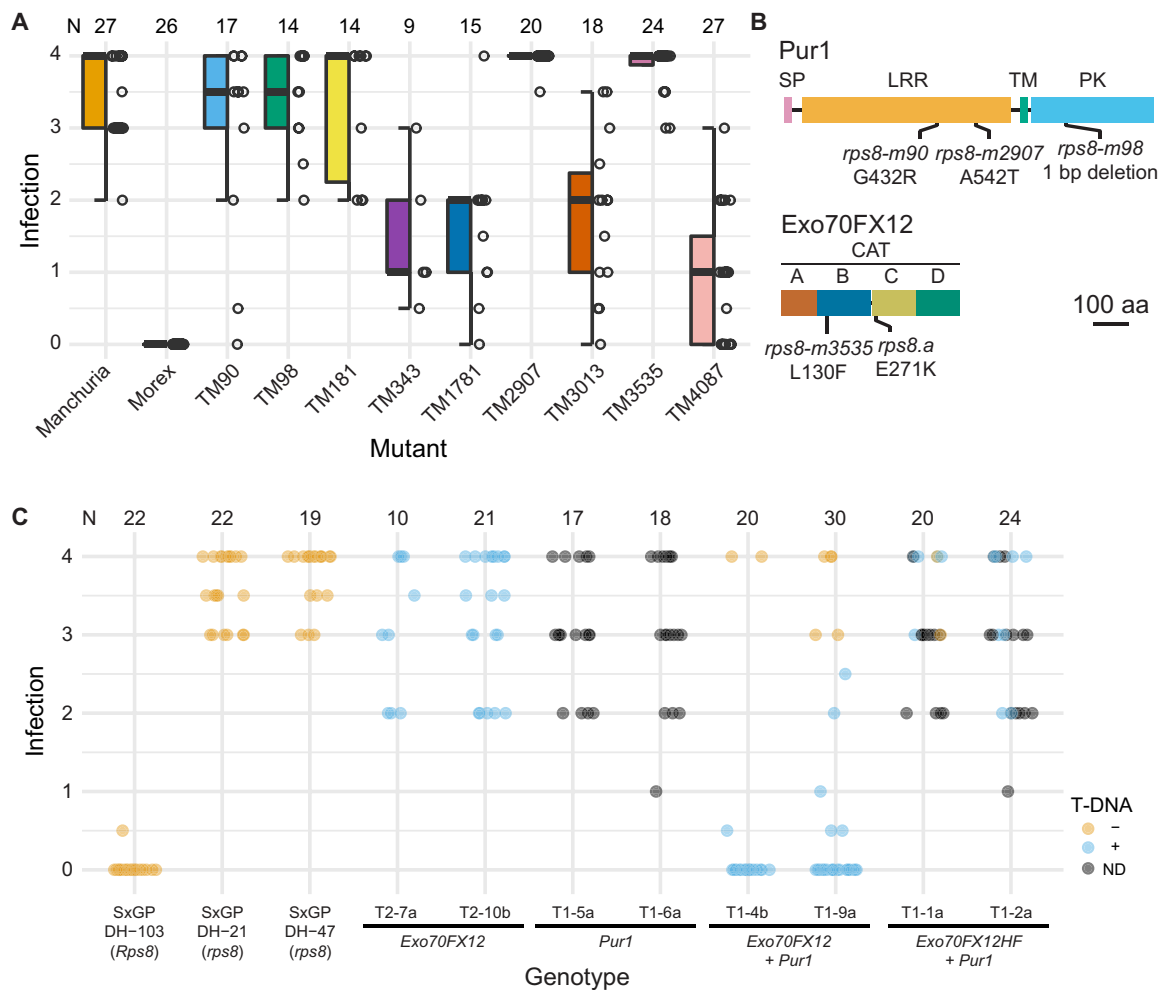 A
N 27 26 17 14 14 9 15 20 18 24 27
Infection
4
3
2
1
0
Manchuria
Morex
TM90
TM98
TM181
TM343
TM1781
TM2907
TM3013
TM3535
TM4087
Mutant
B
Pur1
SP LRR TM PK
rps8-m90 rps8-m2907 rps8-m98
G432R A542T 1 bp deletion
Exo70FX12
CAT
A B C D
rps8-m3535 rps8.a
L130F E271K
100 aa
C
N 22 22 19 10 21 17 18 20 30 20 24
Infection
4
3
2
1
0
SxGP DH−103 (Rps8)
SxGP DH−21 (rps8)
SxGP DH−47 (rps8)
T2−7a T2−10b
Exo70FX12
T1−5a T1−6a
Pur1
T1−4b T1−9a
Exo70FX12
+ Pur1
T1−1a T1−2a
Exo70FX12HF
+ Pur1
Genotype
T-DNA
−
+
ND